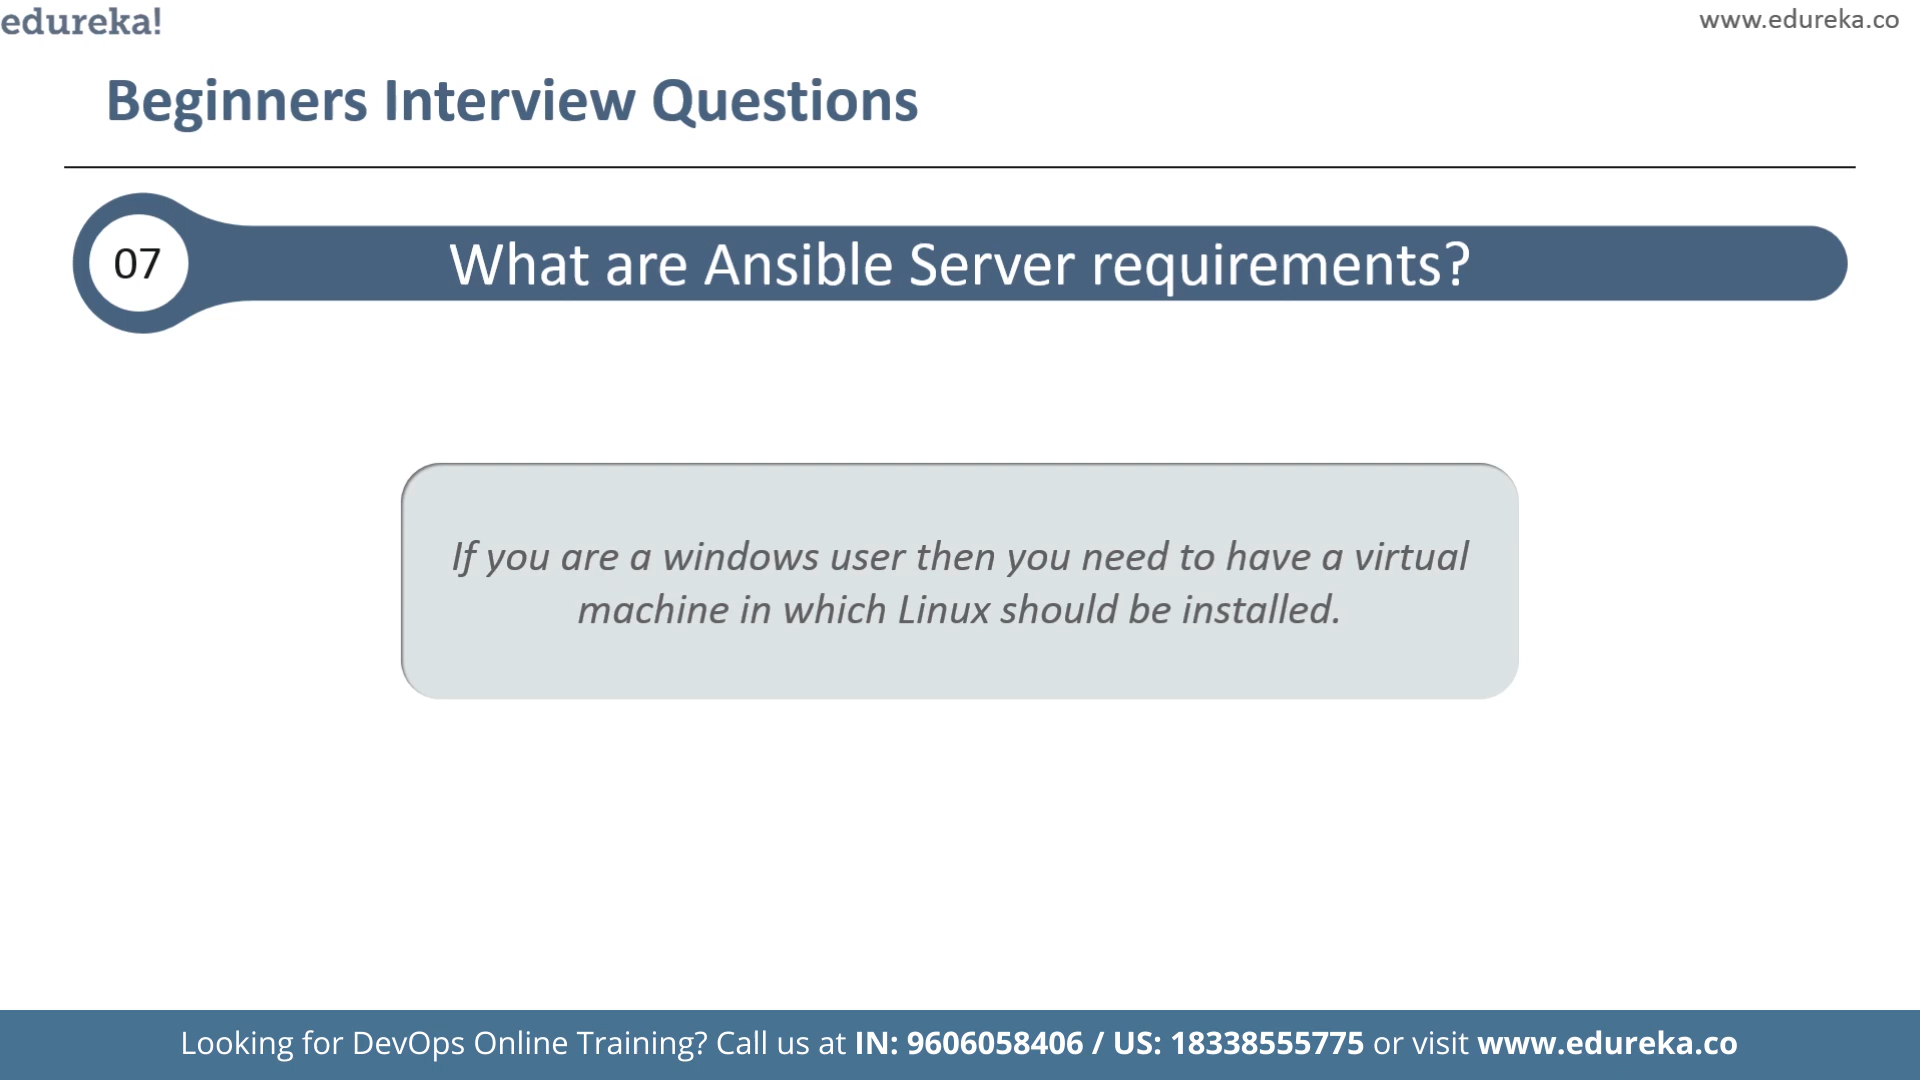 edureka!
www.edureka.co
Beginners Interview Questions
07
What are Ansible Server requirements?
If you are a windows user then you need to have a virtual
machine in which Linux should be installed.
Looking for DevOps Online Training? Call us at IN: 9606058406 / US: 18338555775 or visit www.edureka.co